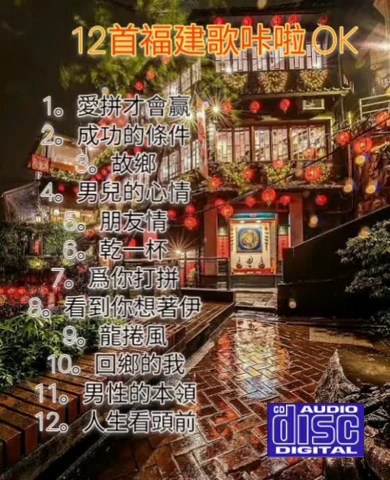 12首福建歌咔啦OK
1。愛拼才會赢
2。成功的條件
3。故鄉
4。男兒的心情
5。朋友情
6。乾一杯
7。爲你打拼
8。看到你想著伊
9。龍捲風
10。回鄉的我
11。男性的本領
12。人生看頭前
CD AUDIO
disc
DIGITAL